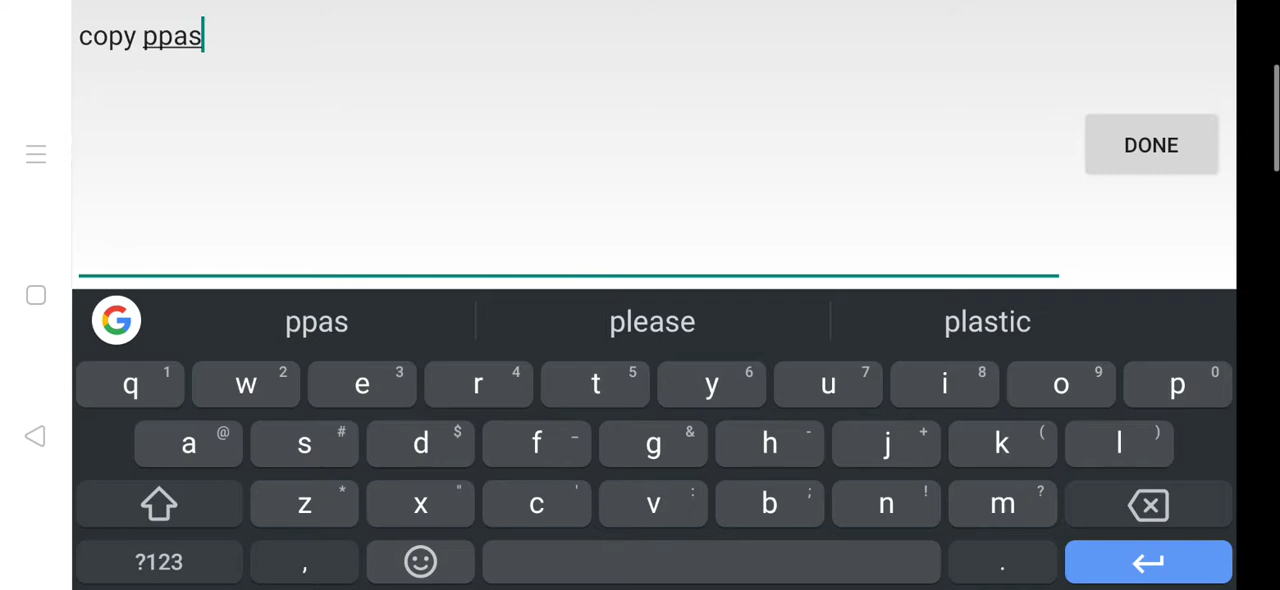 copy ppas
DONE
ppas please plastic
q 1 w 2 e 3 r 4 t 5 y 6 u 7 i 8 o 9 p 0
a @ s # d $ f _ g & h - j + k ( l )
z * x " c ' v : b ; n ! m ?
?123 , .